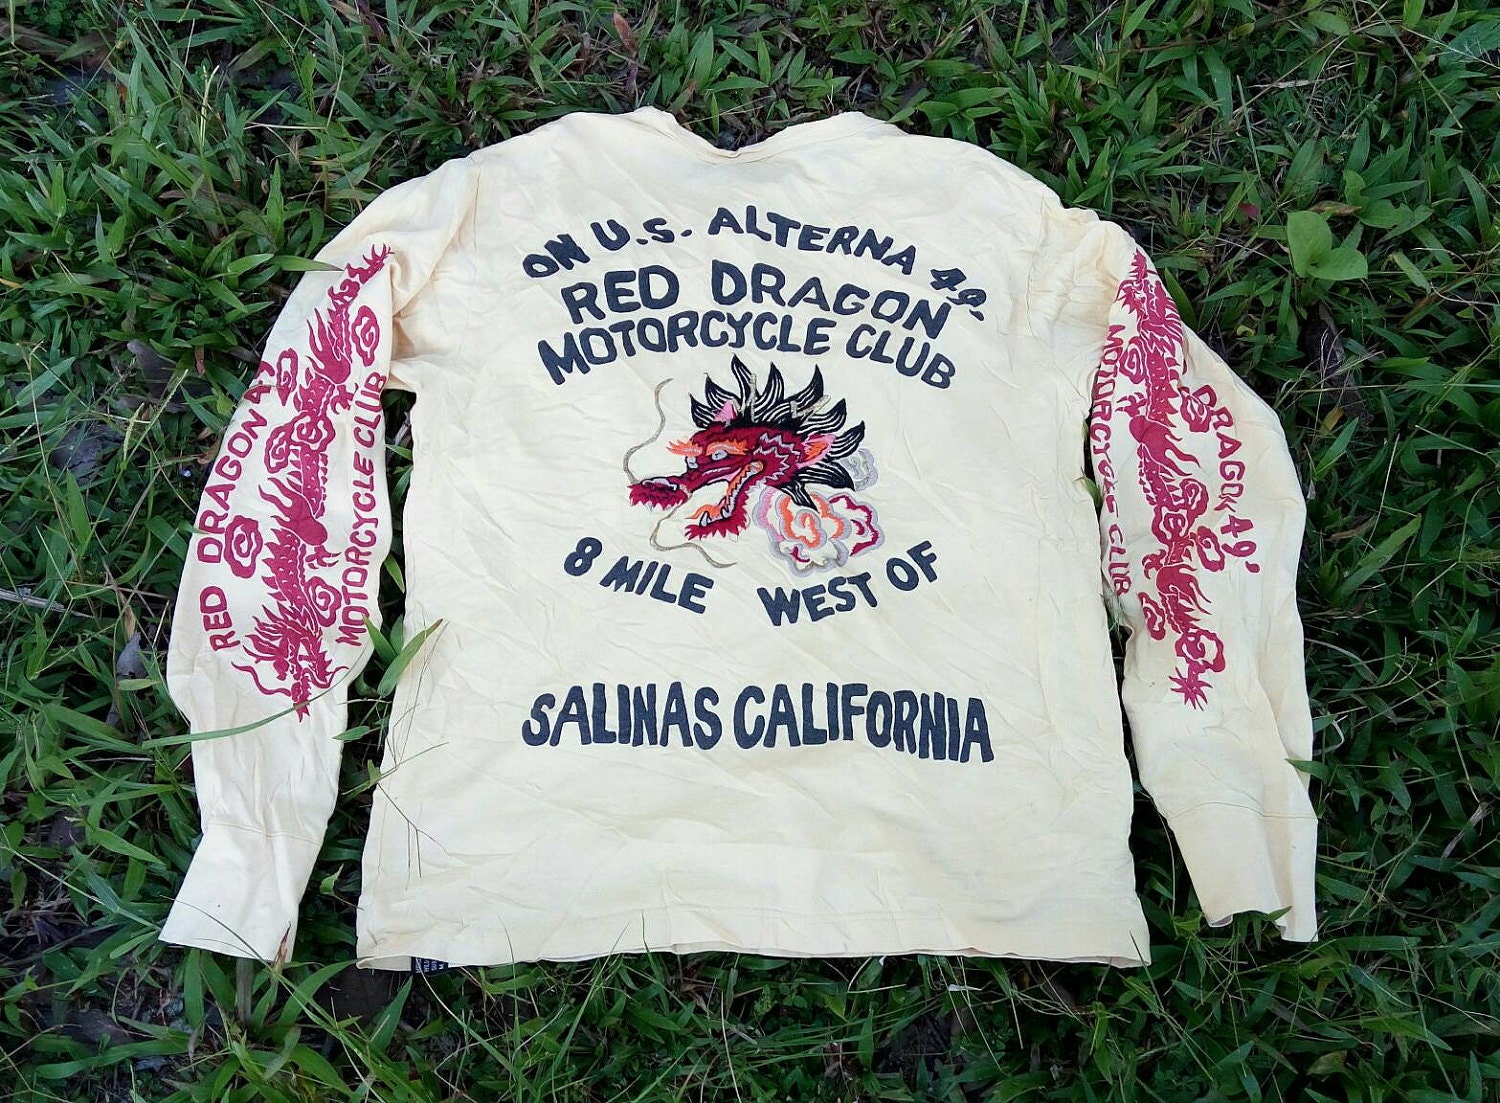 ON U.S. ALTERNA 49.
RED DRAGON
MOTORCYCLE CLUB
8 MILE WEST OF
SALINAS CALIFORNIA
RED DRAGON 49'
MOTORCYCLE CLUB
MOTORCYCLE CLUB
DRAGON 49'